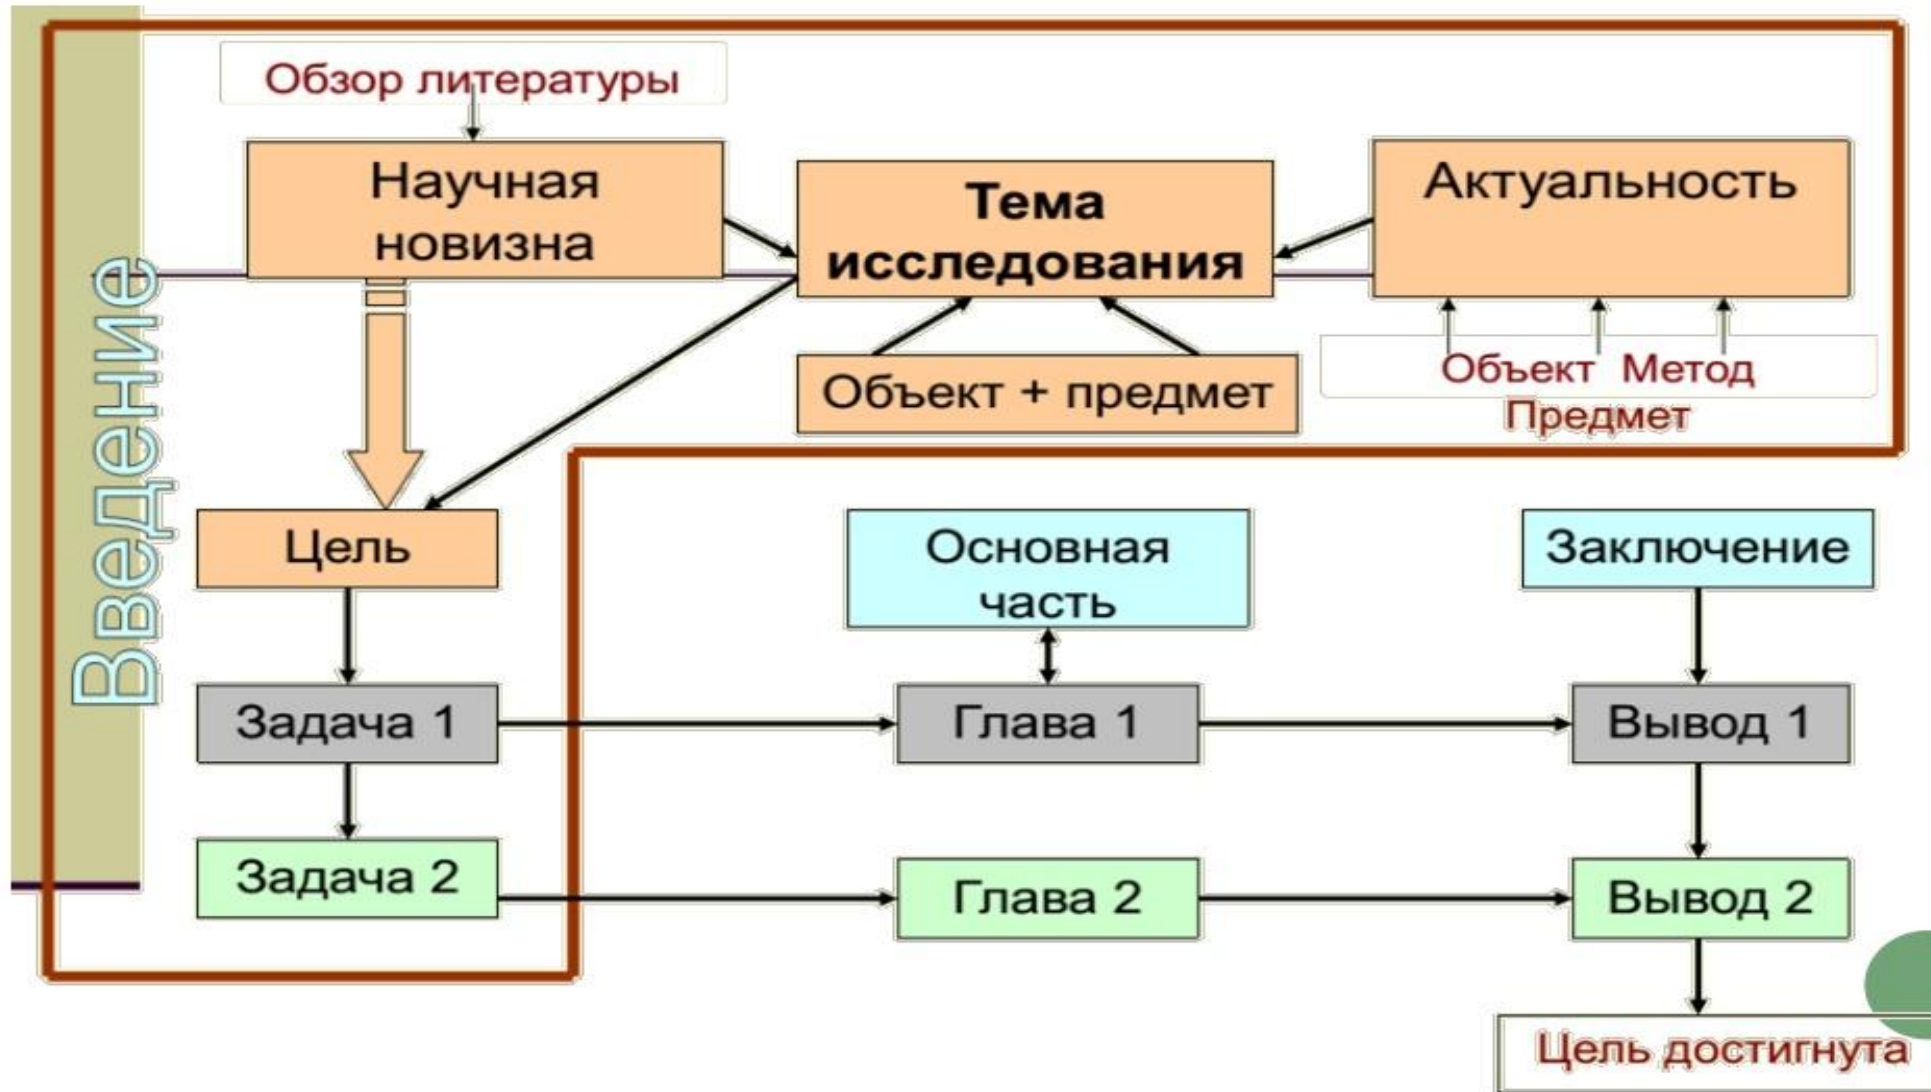 Введение
Обзор литературы
Научная
новизна
Тема
исследования
Актуальность
Объект + предмет
Объект Метод
Предмет
Цель
Основная
часть
Заключение
Задача 1
Глава 1
Вывод 1
Задача 2
Глава 2
Вывод 2
Цель достигнута